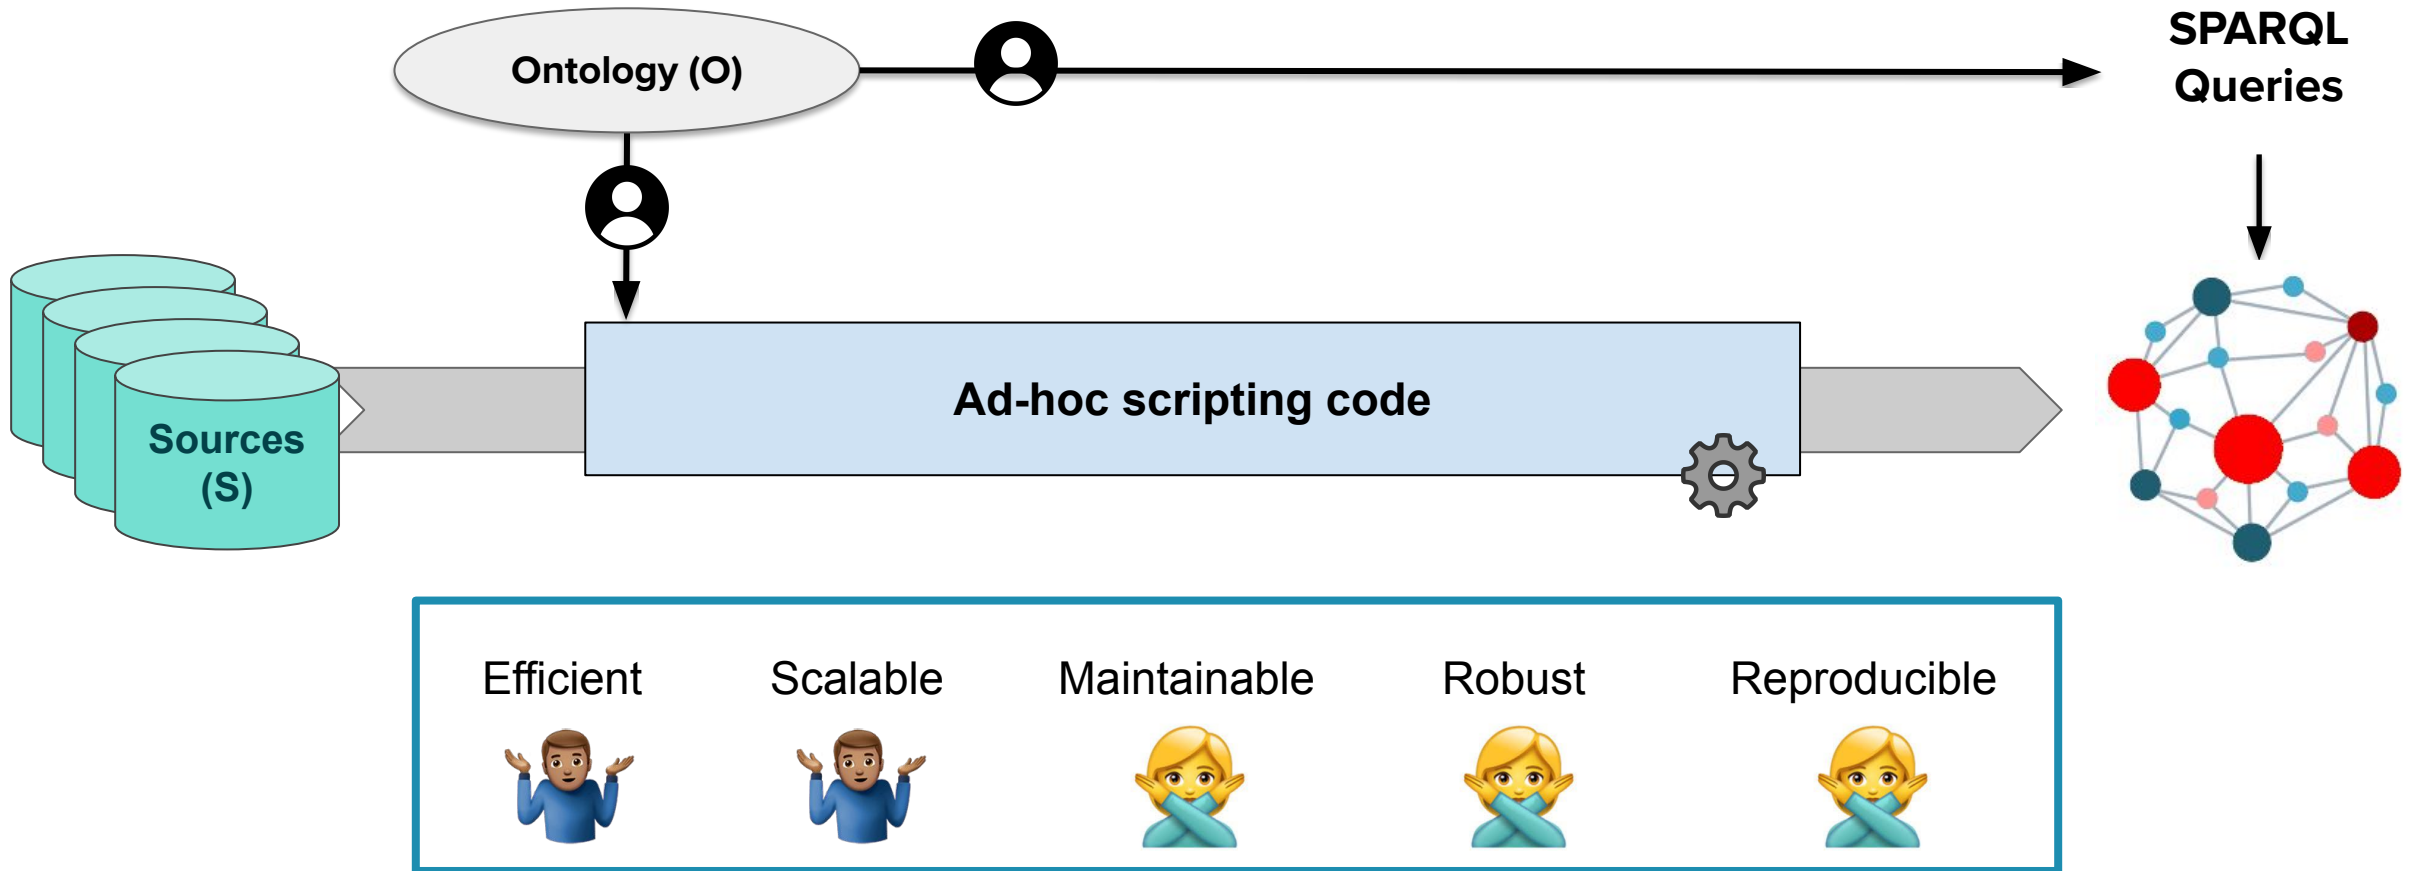 Ontology (O)
SPARQL
Queries
Sources
(S)
Ad-hoc scripting code
Efficient
Scalable
Maintainable
Robust
Reproducible